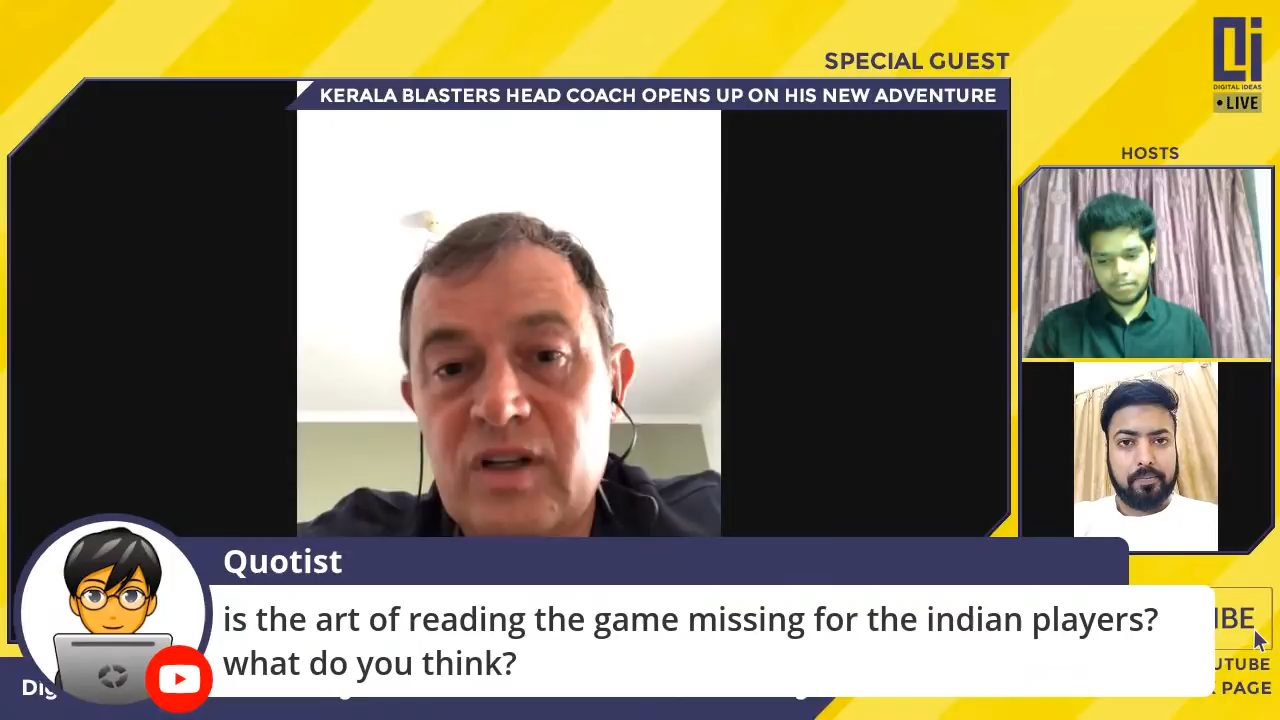 SPECIAL GUEST
KERALA BLASTERS HEAD COACH OPENS UP ON HIS NEW ADVENTURE
DIGITAL IDEAS
• LIVE
HOSTS
Quotist
is the art of reading the game missing for the indian players?
what do you think?
PAGE